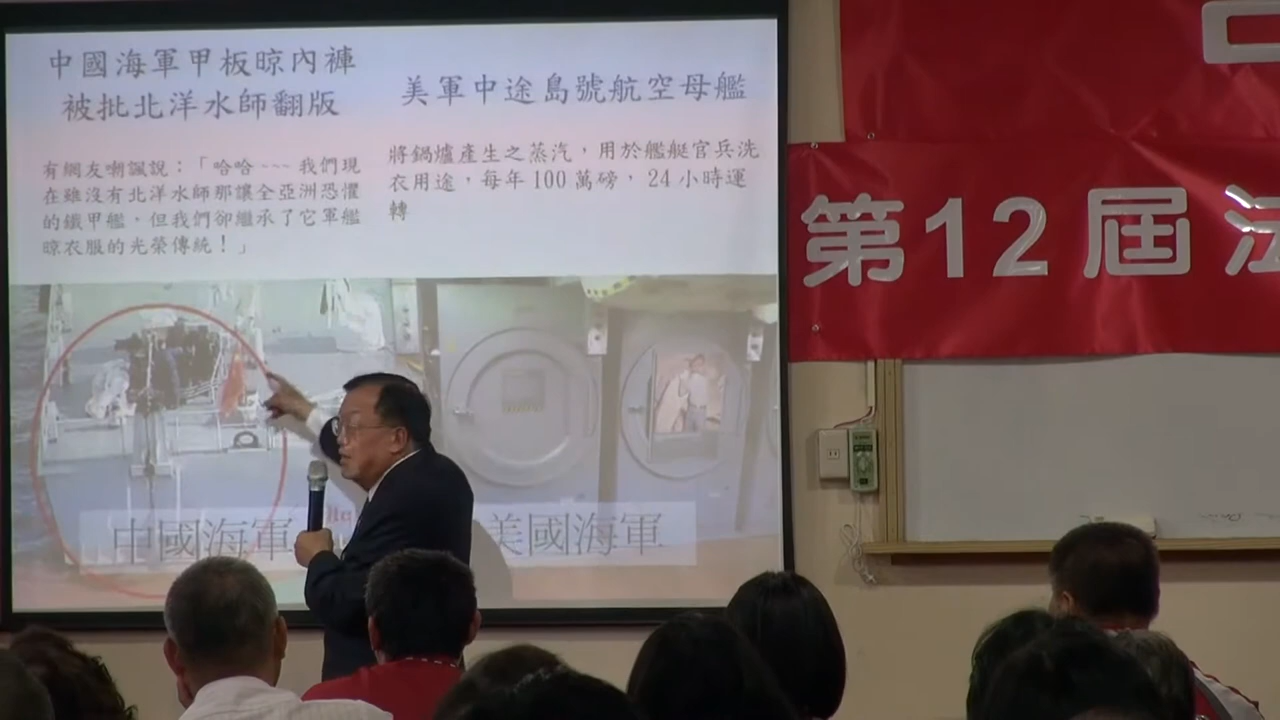 中國海軍甲板晾內褲
被批北洋水師翻版
有網友嘲諷說：「哈哈~~~我們現
在雖沒有北洋水師那讓全亞洲恐懼
的鐵甲艦，但我們卻繼承了它軍艦
晾衣服的光榮傳統！」
美軍中途島號航空母艦
將鍋爐產生之蒸汽，用於艦艇官兵洗
衣用途，每年100萬磅，24小時運
轉
中國海軍
美國海軍
第12屆